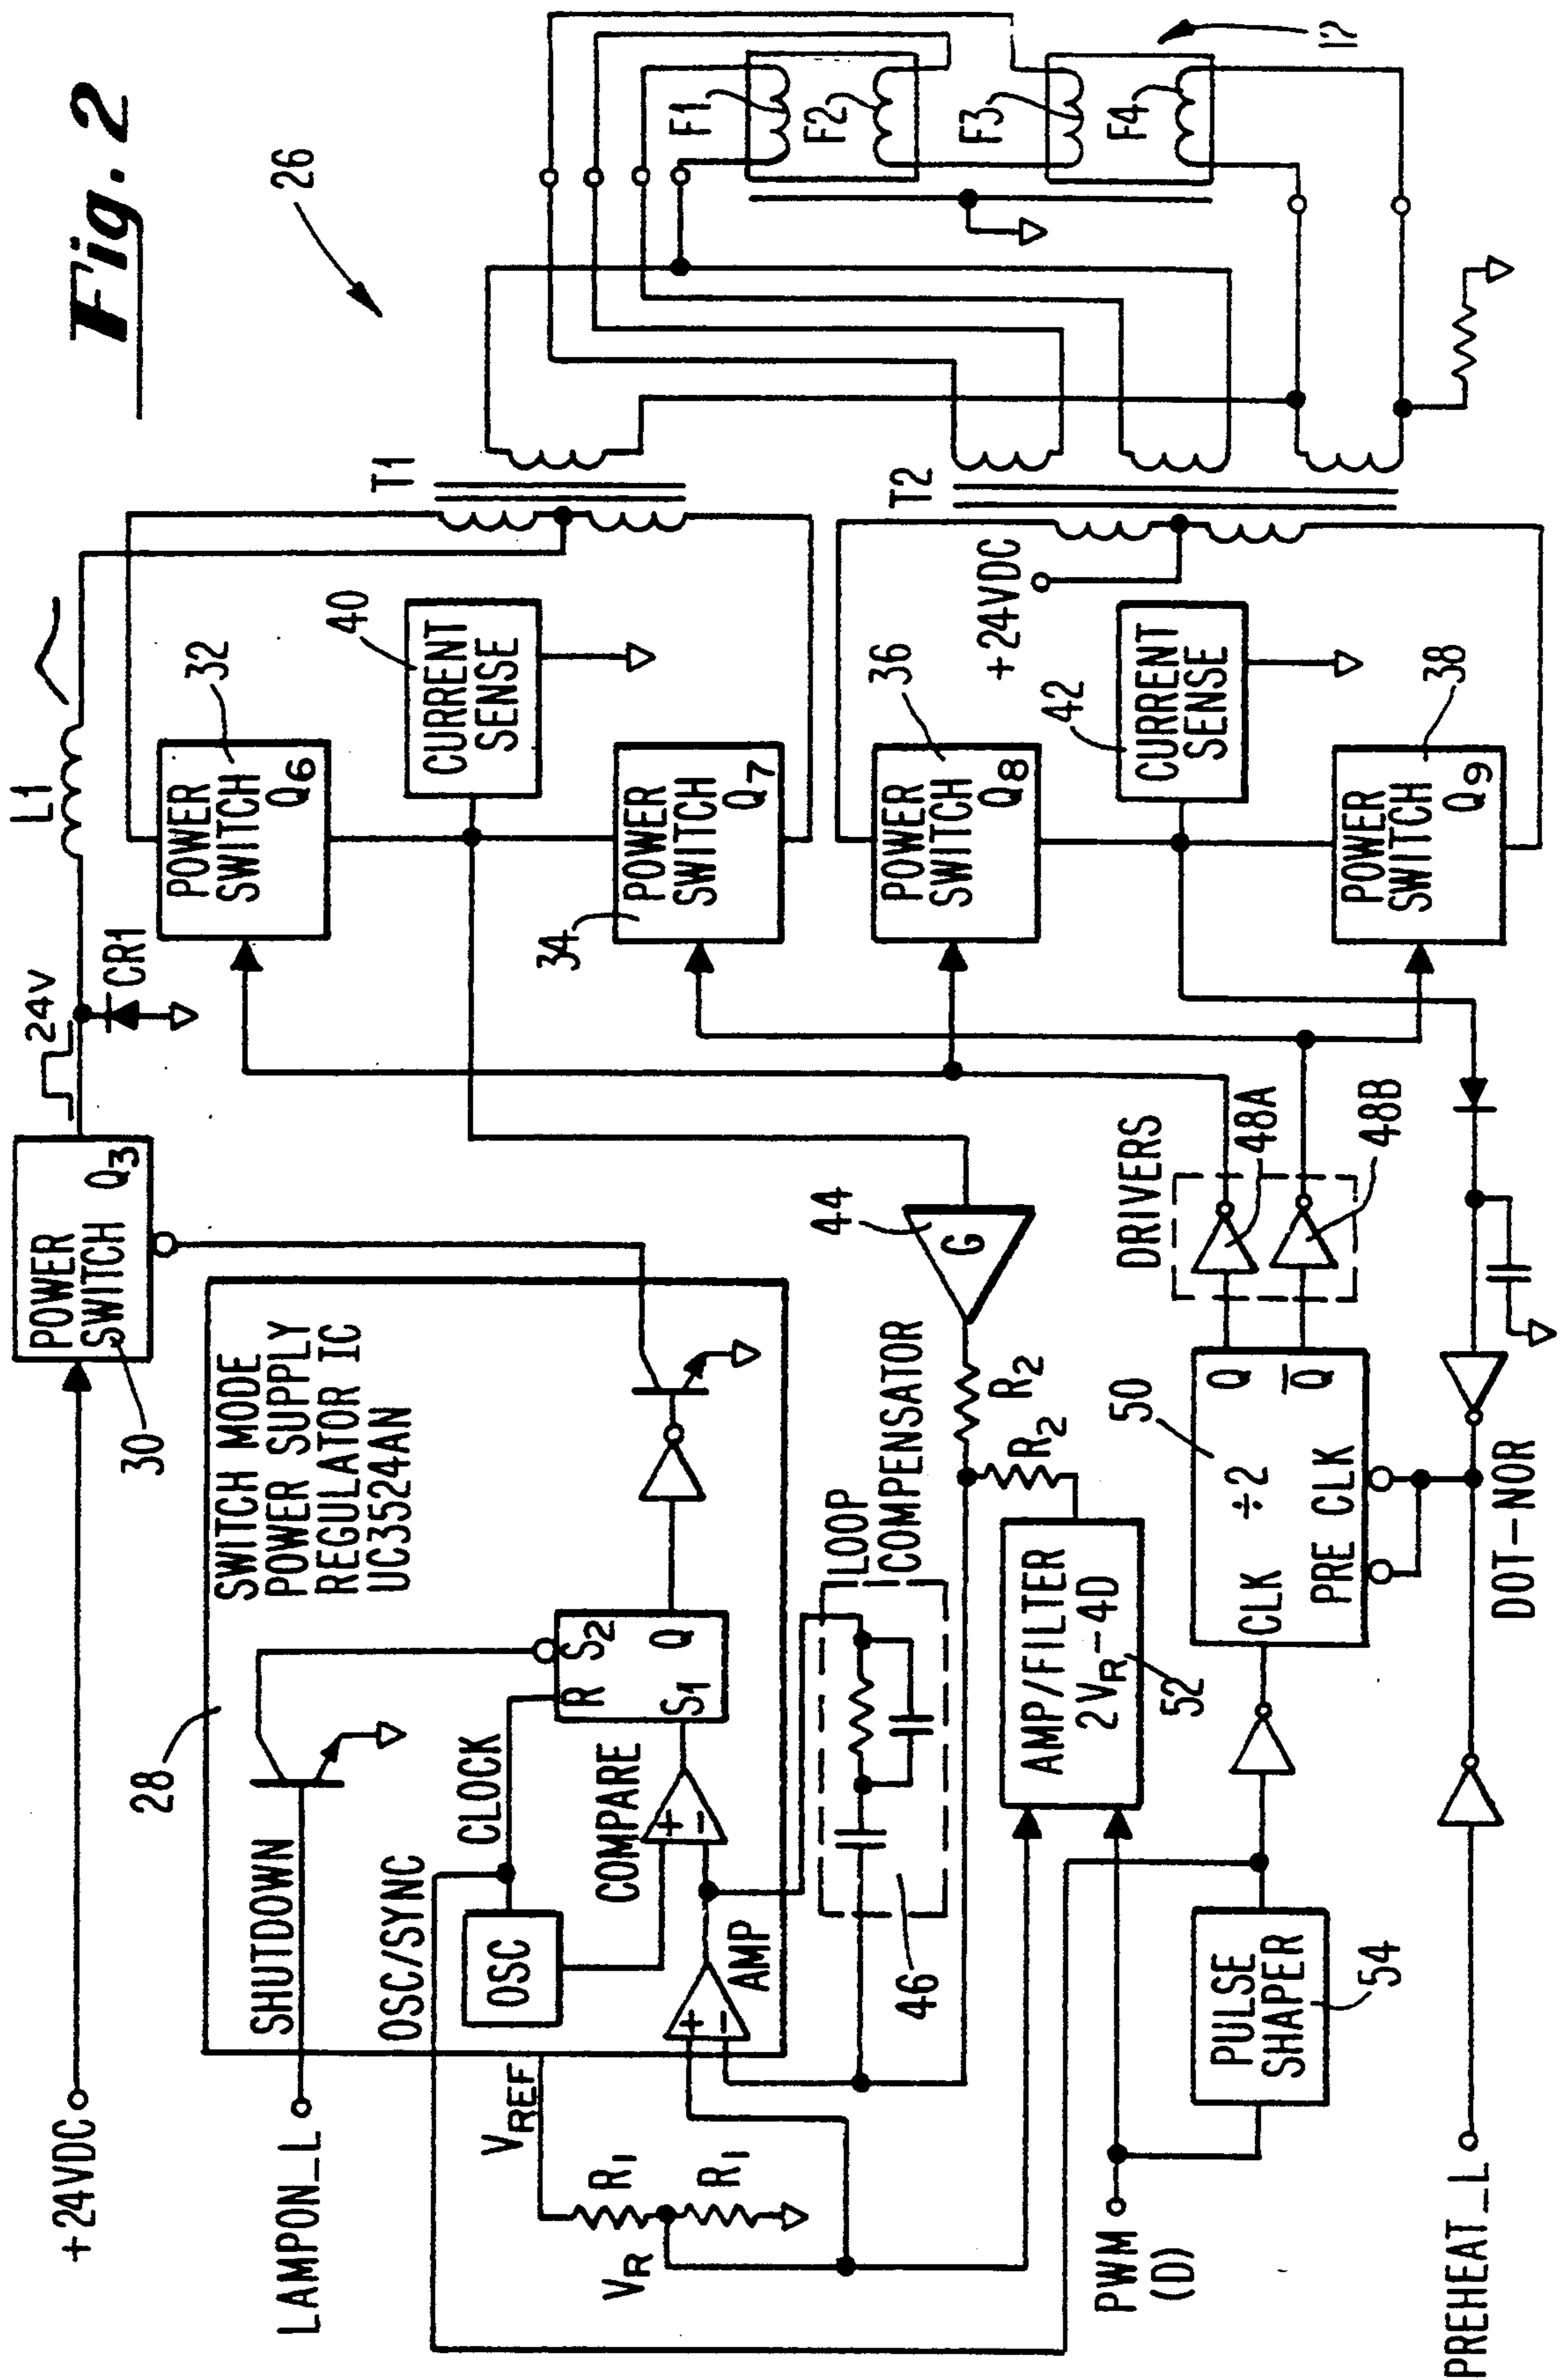 Fig. 2
26
+24VDC
POWER
SWITCH
Q3
30
24V
CR1
L1
T1
LAMPON_L
SHUTDOWN
28
SWITCH MODE
POWER SUPPLY
REGULATOR IC
UC3524AN
OSC/SYNC
CLOCK
OSC
COMPARE
+
−
AMP
+
−
R
S2
S1
Q
VREF
R1
R1
VR
POWER
SWITCH
Q6
32
40
CURRENT
SENSE
POWER
SWITCH
Q7
34
44
G
LOOP
COMPENSATOR
46
R2
R2
AMP/FILTER
2VR-4D
52
POWER
SWITCH
Q8
36
+24VDC
T2
42
CURRENT
SENSE
POWER
SWITCH
Q9
38
DRIVERS
48A
48B
50
÷2
CLK
Q
Q̅
PRE CLK
DOT-NOR
PWM
(D)
PULSE
SHAPER
54
PREHEAT_L
F1
F2
F3
F4
12